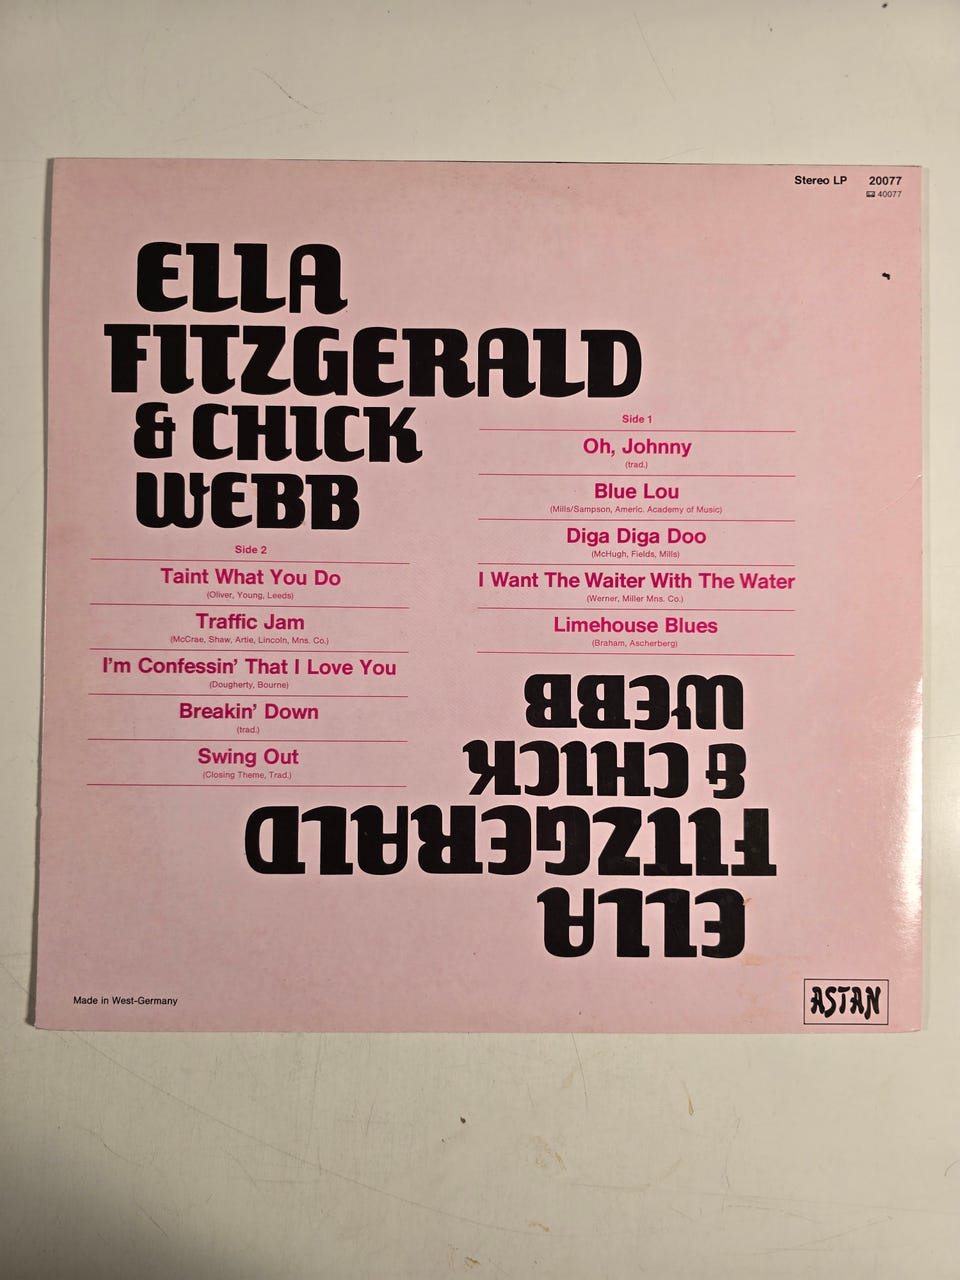 Stereo LP 20077
40077
ELLA
FITZGERALD
& CHICK
WEBB
Side 1
Oh, Johnny
(trad.)
Blue Lou
(Mills/Sampson, Americ. Academy of Music)
Diga Diga Doo
(McHugh, Fields, Mills)
I Want The Waiter With The Water
(Werner, Miller Mns. Co.)
Limehouse Blues
(Braham, Ascherberg)
Side 2
Taint What You Do
(Oliver, Young, Leeds)
Traffic Jam
(McCrae, Shaw, Artie, Lincoln, Mns. Co.)
I'm Confessin' That I Love You
(Dougherty, Bourne)
Breakin' Down
(trad.)
Swing Out
(Closing Theme, Trad.)
ELLA
FITZGERALD
& CHICK
WEBB
Made in West-Germany
ASTAN